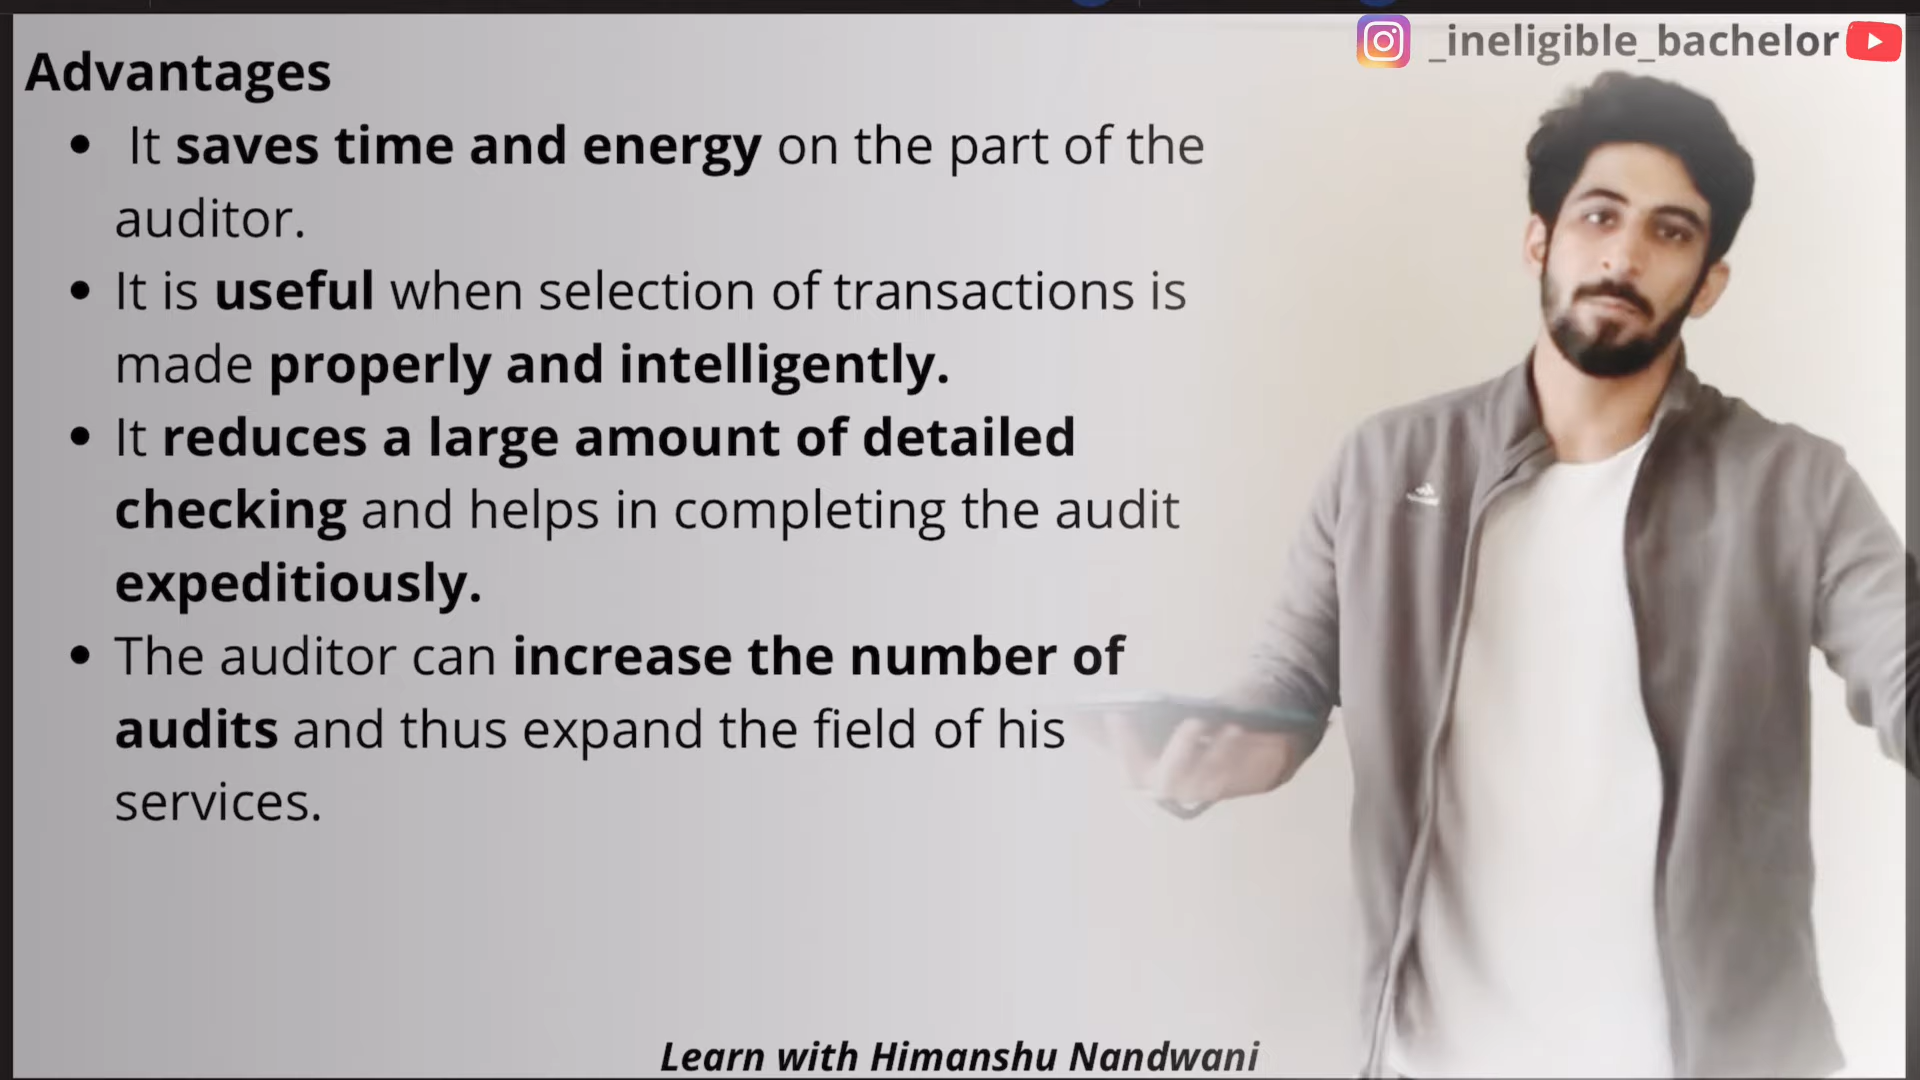 _ineligible_bachelor
Advantages
• It saves time and energy on the part of the
auditor.
• It is useful when selection of transactions is
made properly and intelligently.
• It reduces a large amount of detailed
checking and helps in completing the audit
expeditiously.
• The auditor can increase the number of
audits and thus expand the field of his
services.
Learn with Himanshu Nandwani